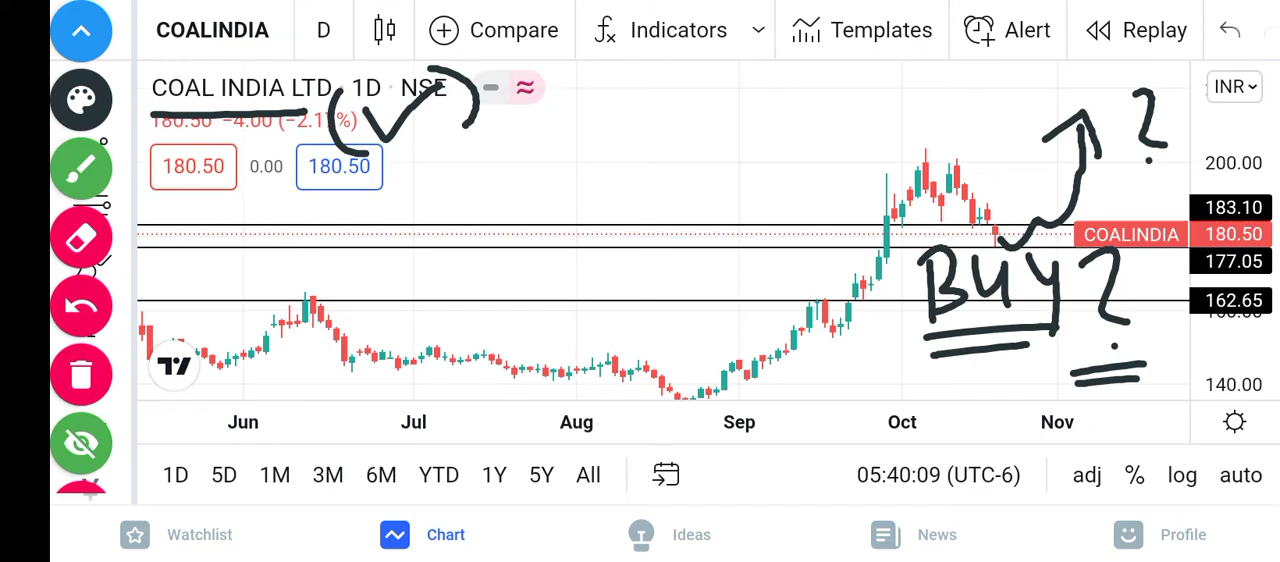 COALINDIA D Compare Indicators Templates Alert Replay
COAL INDIA LTD 1D · NSE INR
180.50 −4.00 (−2.17%) ?
180.50 0.00 180.50 200.00
183.10
COALINDIA 180.50
BUY? 177.05
162.65
140.00
Jun Jul Aug Sep Oct Nov
1D 5D 1M 3M 6M YTD 1Y 5Y All 05:40:09 (UTC-6) adj % log auto
Watchlist Chart Ideas News Profile